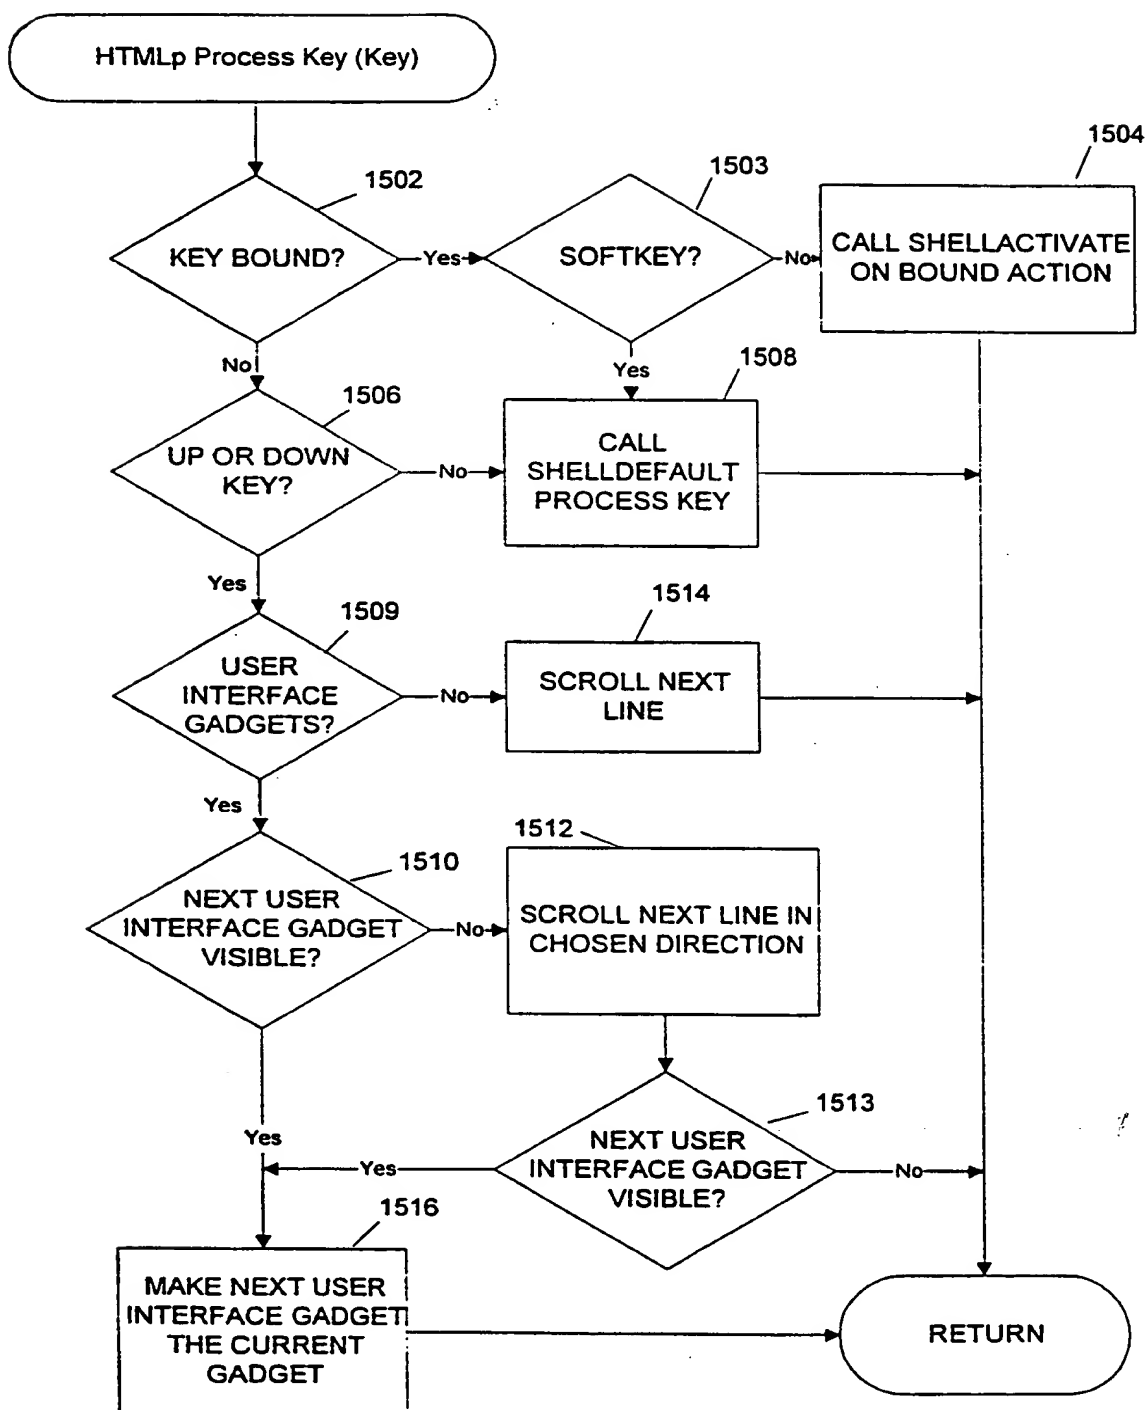 HTMLp Process Key (Key)
1502
KEY BOUND?
Yes
1503
SOFTKEY?
No
1504
CALL SHELLACTIVATE
ON BOUND ACTION
No
Yes
1506
UP OR DOWN
KEY?
No
1508
CALL
SHELLDEFAULT
PROCESS KEY
Yes
1509
USER
INTERFACE
GADGETS?
No
1514
SCROLL NEXT
LINE
Yes
1510
NEXT USER
INTERFACE GADGET
VISIBLE?
No
1512
SCROLL NEXT LINE IN
CHOSEN DIRECTION
Yes
1513
NEXT USER
INTERFACE GADGET
VISIBLE?
Yes
No
1516
MAKE NEXT USER
INTERFACE GADGET
THE CURRENT
GADGET
RETURN